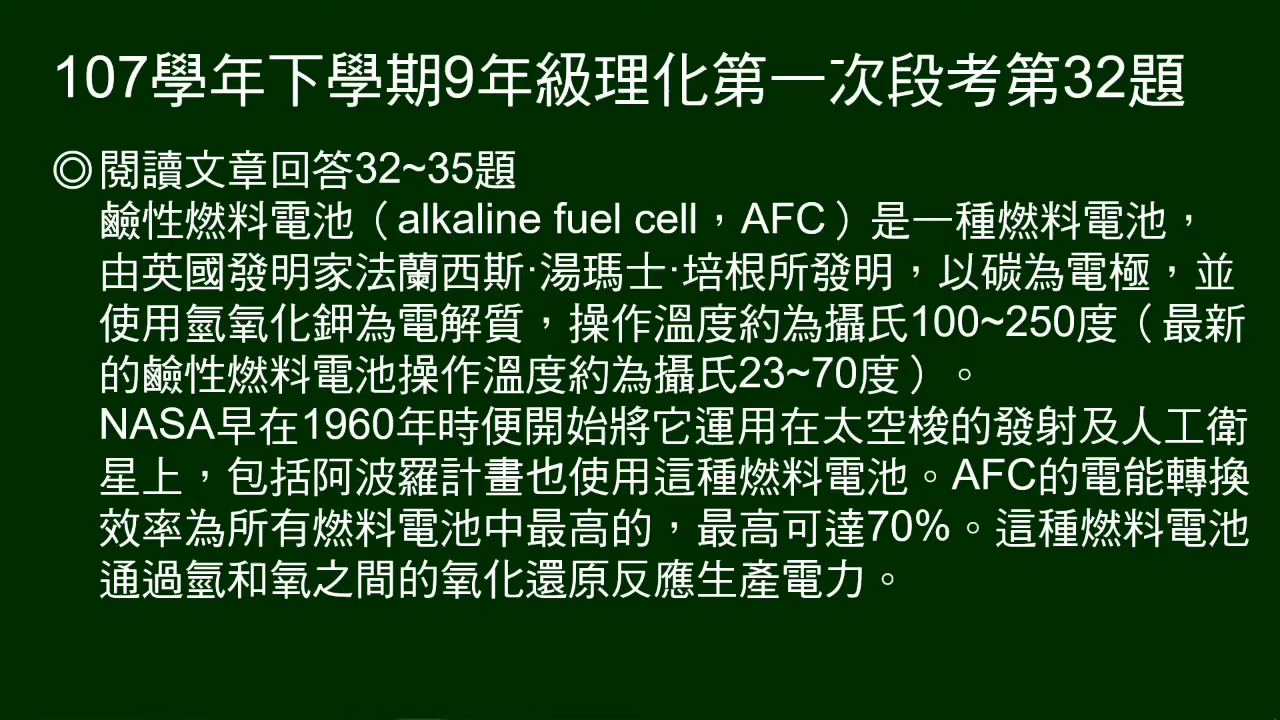 107學年下學期9年級理化第一次段考第32題
◎閱讀文章回答32~35題
鹼性燃料電池（alkaline fuel cell，AFC）是一種燃料電池，
由英國發明家法蘭西斯·湯瑪士·培根所發明，以碳為電極，並
使用氫氧化鉀為電解質，操作溫度約為攝氏100~250度（最新
的鹼性燃料電池操作溫度約為攝氏23~70度）。
NASA早在1960年時便開始將它運用在太空梭的發射及人工衛
星上，包括阿波羅計畫也使用這種燃料電池。AFC的電能轉換
效率為所有燃料電池中最高的，最高可達70%。這種燃料電池
通過氫和氧之間的氧化還原反應生產電力。